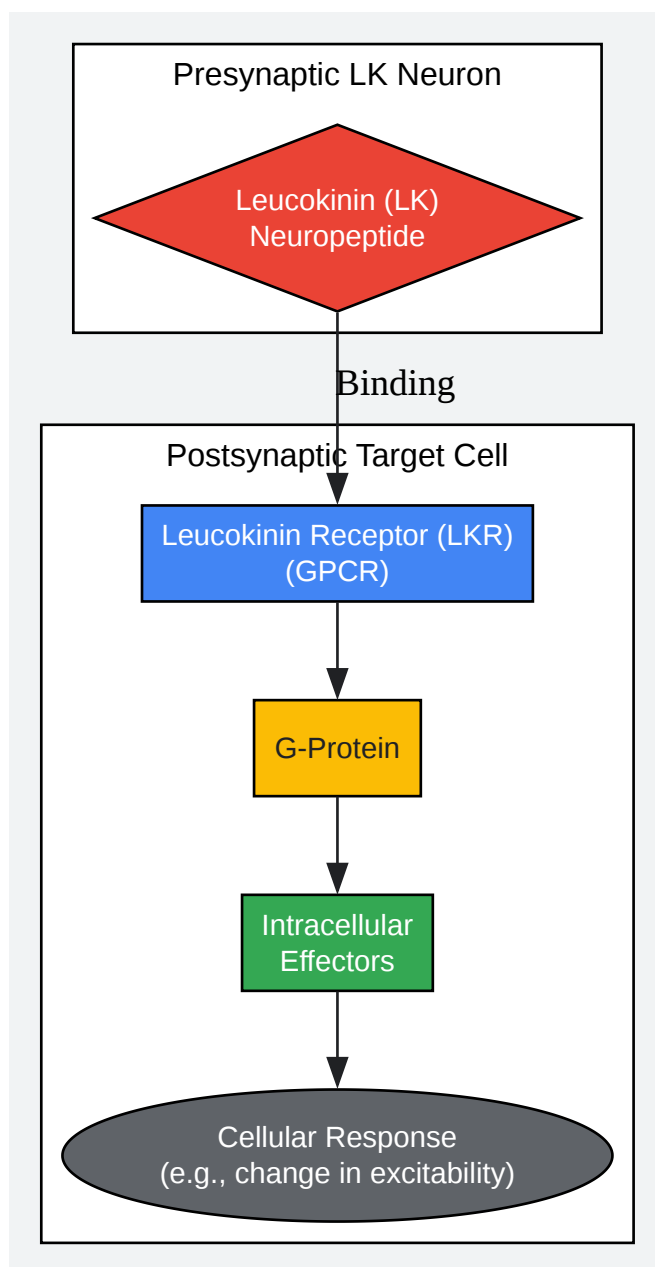 Presynaptic LK Neuron
Leucokinin (LK)
Neuropeptide
Binding
Postsynaptic Target Cell
Leucokinin Receptor (LKR)
(GPCR)
G-Protein
Intracellular
Effectors
Cellular Response
(e.g., change in excitability)